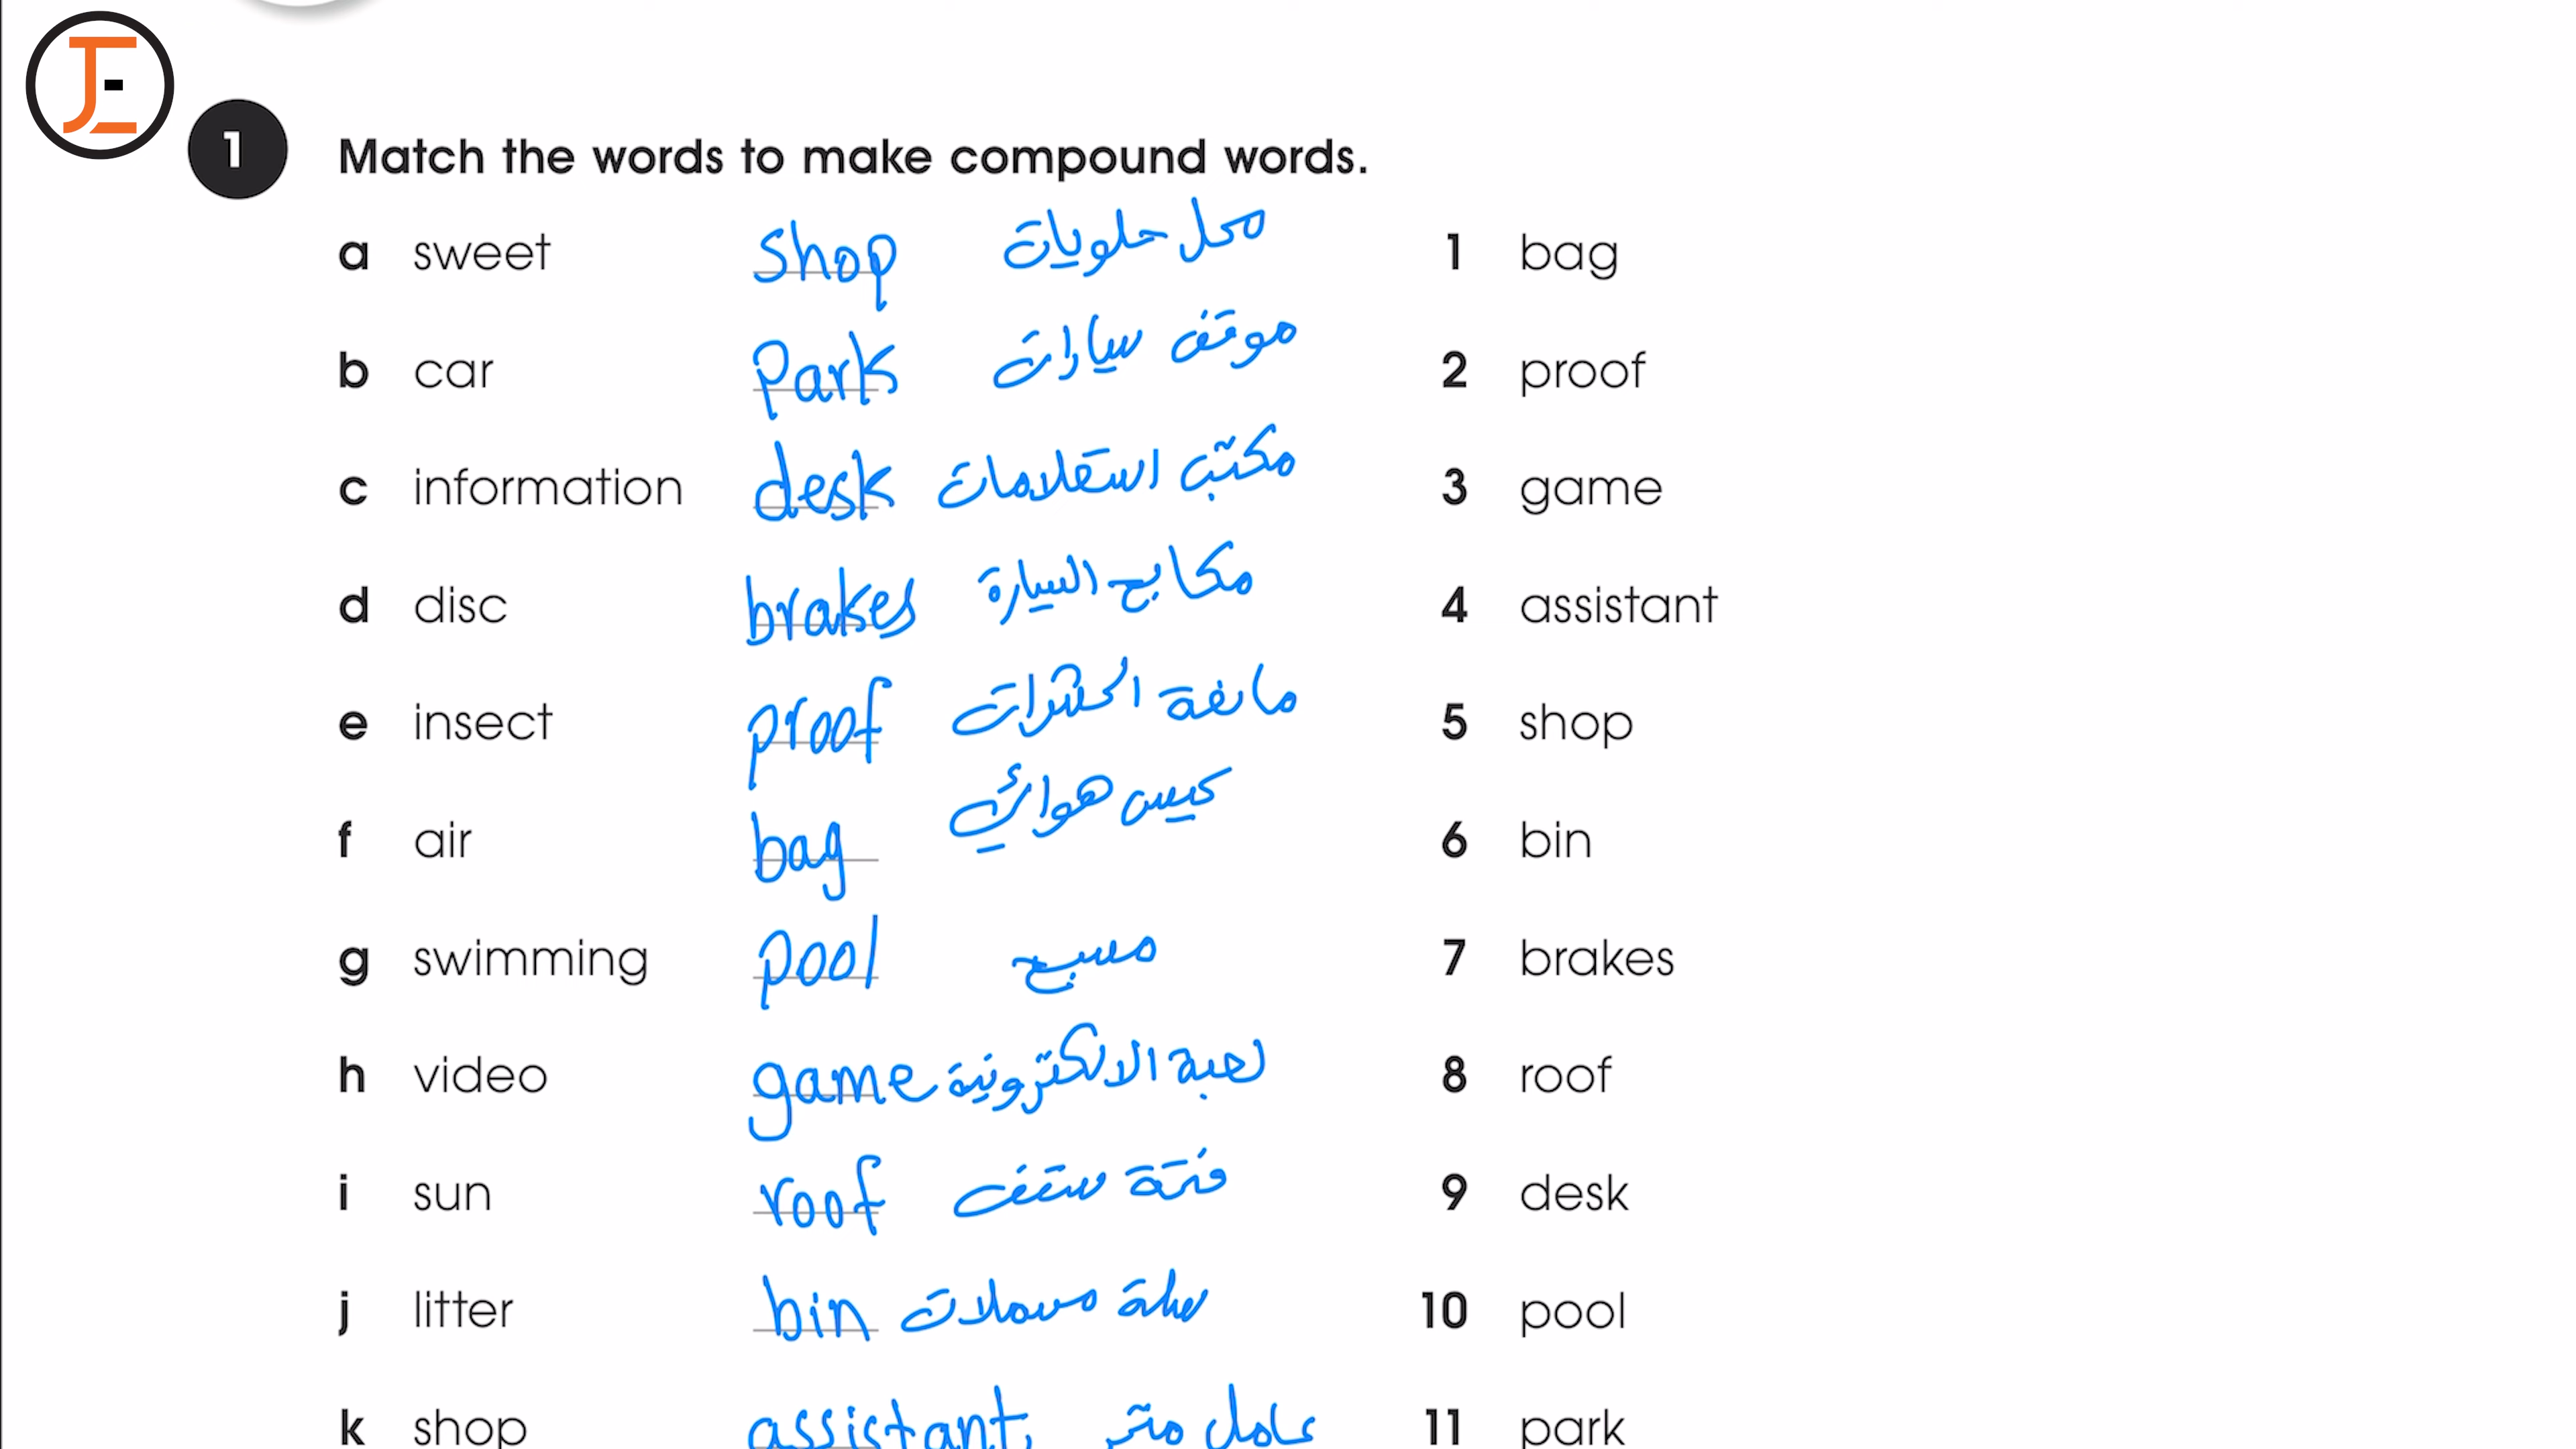 JE
1 Match the words to make compound words.
a sweet shop محل حلويات 1 bag
b car Park موقف سيارات 2 proof
c information desk مكتب استعلامات 3 game
d disc brakes مكابح السيارة 4 assistant
e insect proof مانعة الحشرات 5 shop
f air bag كيس هوائي 6 bin
g swimming pool مسبح 7 brakes
h video game لعبة الالكترونية 8 roof
i sun roof فتحة سقف 9 desk
j litter bin سلة مهملات 10 pool
k shop assistant عامل متجر 11 park